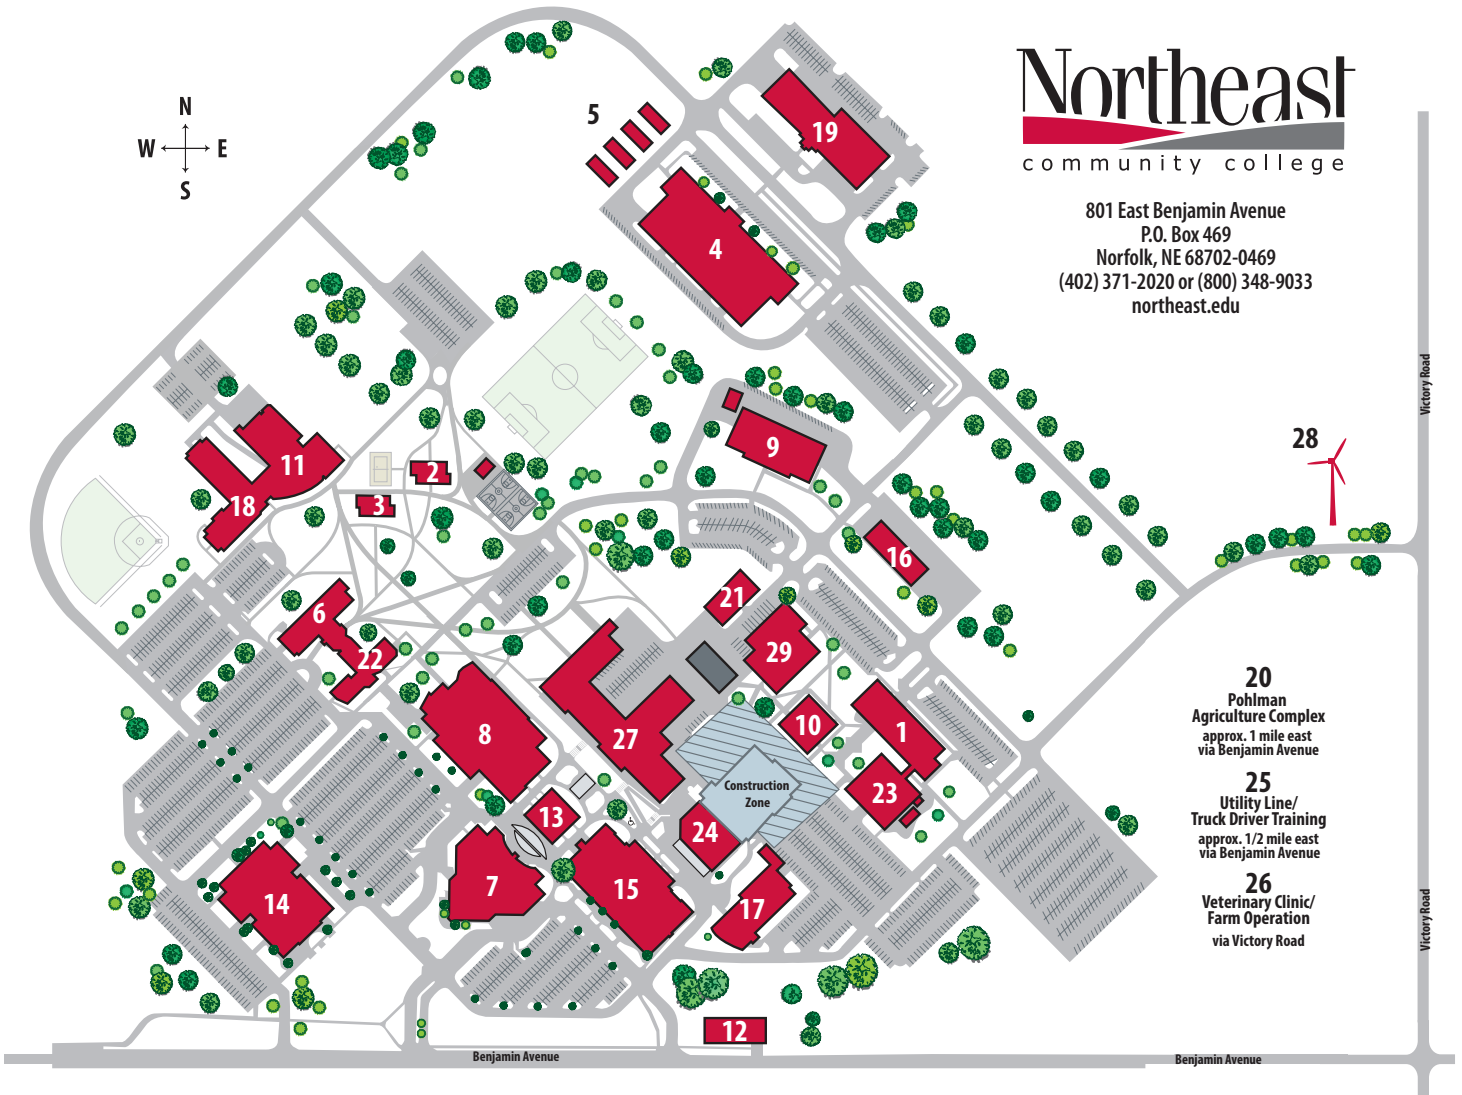 N
W E
S
5
19
4
Northeast
community college
801 East Benjamin Avenue
P.O. Box 469
Norfolk, NE 68702-0469
(402) 371-2020 or (800) 348-9033
northeast.edu
Victory Road
28
9
11
2
18
3
16
21
6
22
29
8
27
10
1
Construction
Zone
23
13
24
7
15
14
17
12
20
Pohlman
Agriculture Complex
approx. 1 mile east
via Benjamin Avenue
25
Utility Line/
Truck Driver Training
approx. 1/2 mile east
via Benjamin Avenue
26
Veterinary Clinic/
Farm Operation
via Victory Road
Victory Road
Benjamin Avenue
Benjamin Avenue